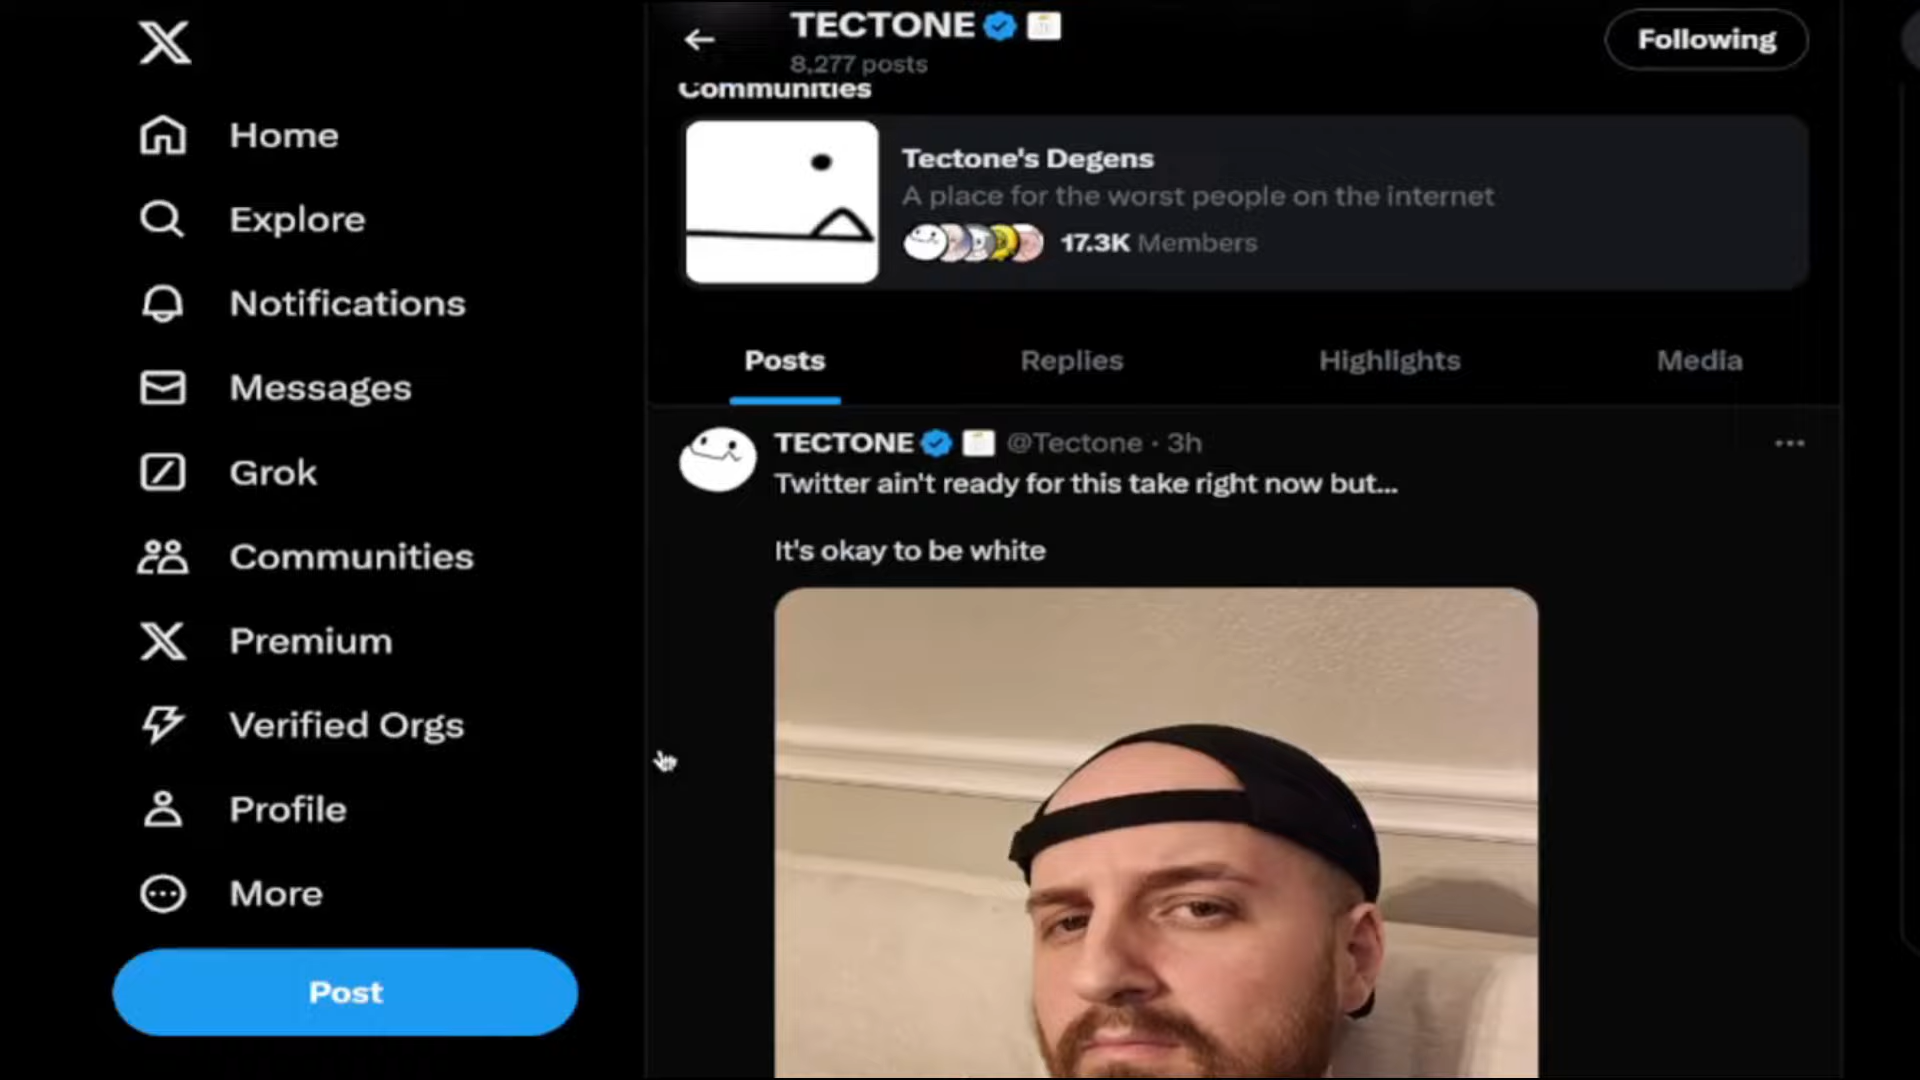 Home
Explore
Notifications
Messages
Grok
Communities
Premium
Verified Orgs
Profile
More
Post
TECTONE
8,277 posts
Following
Communities
Tectone's Degens
A place for the worst people on the internet
17.3K Members
Posts Replies Highlights Media
TECTONE @Tectone · 3h
Twitter ain't ready for this take right now but...
It's okay to be white